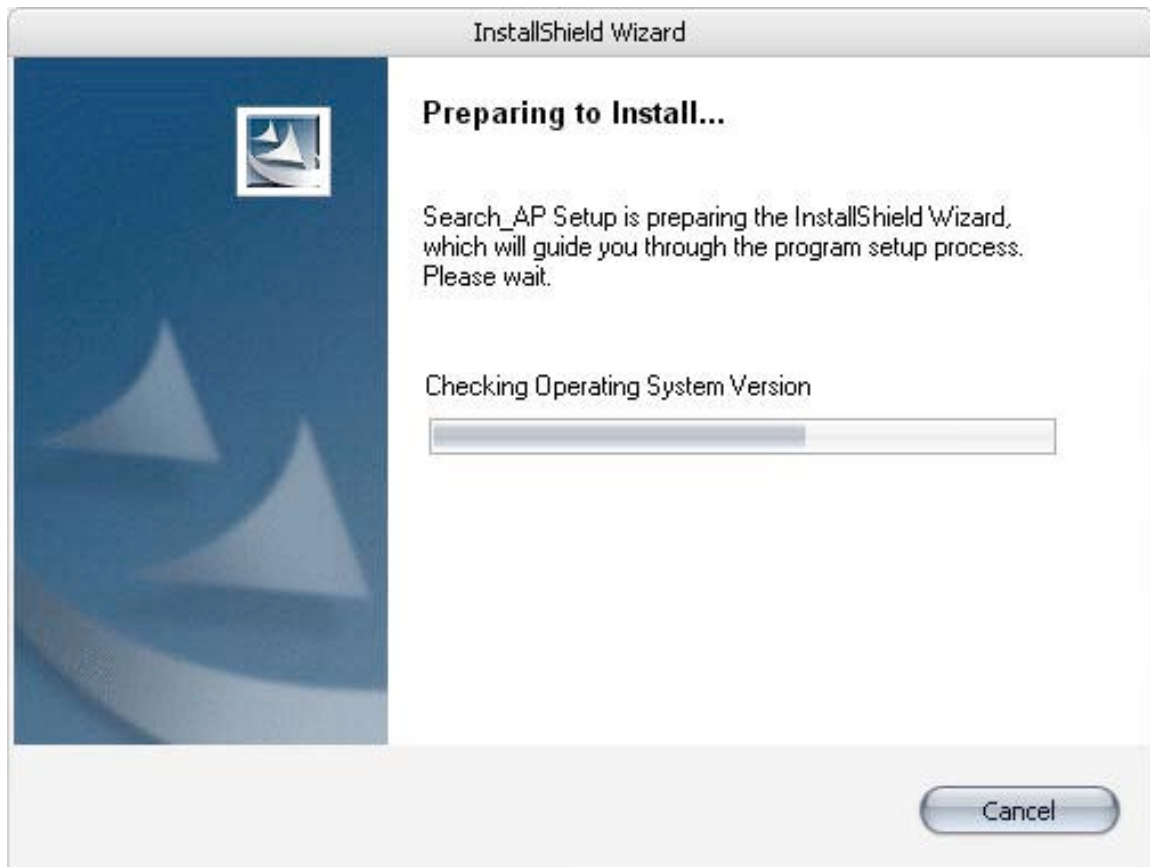 InstallShield Wizard
Preparing to Install...
Search_AP Setup is preparing the InstallShield Wizard,
which will guide you through the program setup process.
Please wait.
Checking Operating System Version
Cancel